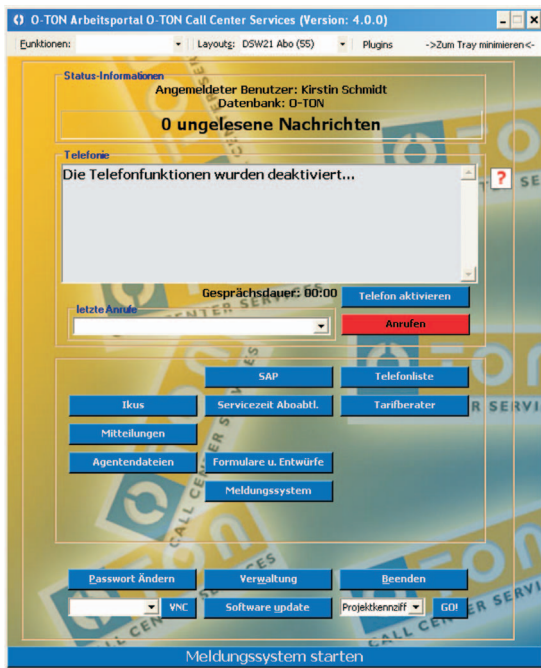 O-TON Arbeitsportal O-TON Call Center Services (Version: 4.0.0)
Funktionen: Layouts: DSW21 Abo (55) Plugins ->Zum Tray minimieren<-
Status-Informationen
Angemeldeter Benutzer: Kirstin Schmidt
Datenbank: O-TON
0 ungelesene Nachrichten
Telefonie
Die Telefonfunktionen wurden deaktiviert...
?
Gesprächsdauer: 00:00
Telefon aktivieren
letzte Anrufe
Anrufen
SAP Telefonliste
Ikus Servicezeit Aboabtl. Tarifberater
Mitteilungen
Agentendateien Formulare u. Entwürfe
Meldungssystem
Passwort Ändern Verwaltung Beenden
VNC Software update Projektkennziff GO!
Meldungssystem starten